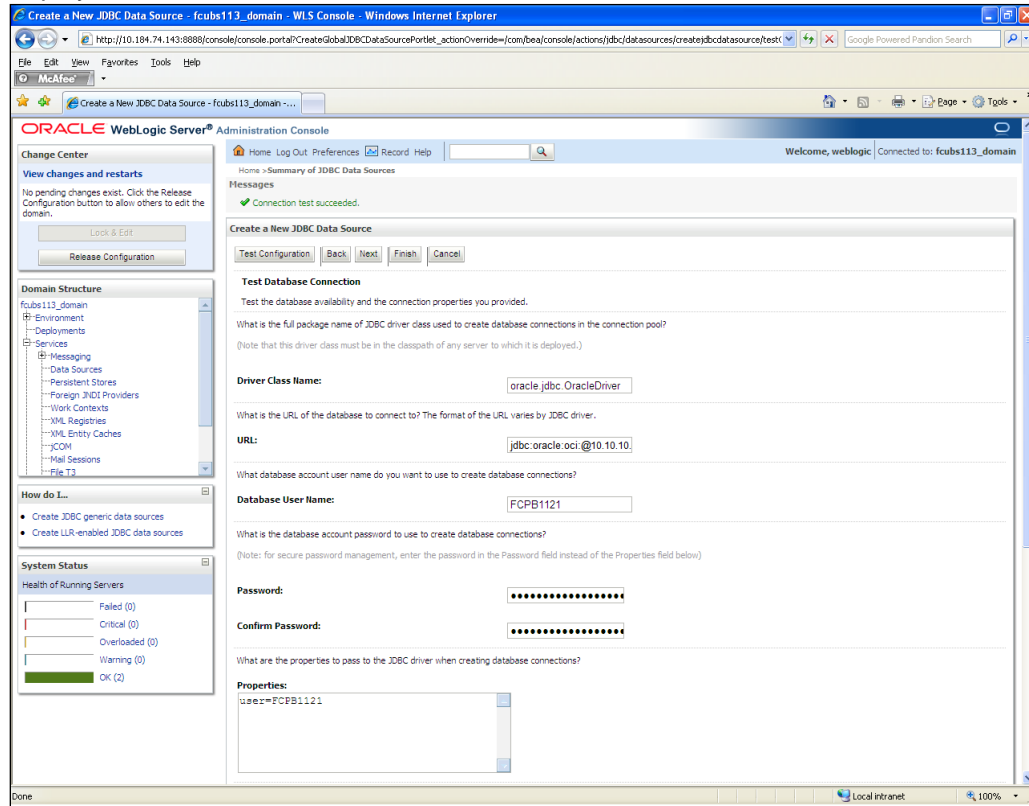 Create a New JDBC Data Source - fcubs113_domain - WLS Console - Windows Internet Explorer
http://10.184.74.143:8888/console/console.portal?CreateGlobalJDBCDataSourcePortlet_actionOverride=/com/bea/console/actions/jdbc/datasources/createjdbcdatasource/test(
Google Powered Pandion Search
File Edit View Favorites Tools Help
McAfee
Create a New JDBC Data Source - fcubs113_domain -...
Page Tools
ORACLE WebLogic Server® Administration Console
Change Center
View changes and restarts
No pending changes exist. Click the Release
Configuration button to allow others to edit the
domain.
Lock & Edit
Release Configuration
Domain Structure
fcubs113_domain
Environment
Deployments
Services
Messaging
Data Sources
Persistent Stores
Foreign JNDI Providers
Work Contexts
XML Registries
XML Entity Caches
jCOM
Mail Sessions
File T3
How do I...
Create JDBC generic data sources
Create LLR-enabled JDBC data sources
System Status
Health of Running Servers
Failed (0)
Critical (0)
Overloaded (0)
Warning (0)
OK (2)
Home Log Out Preferences Record Help
Welcome, weblogic Connected to: fcubs113_domain
Home >Summary of JDBC Data Sources
Messages
Connection test succeeded.
Create a New JDBC Data Source
Test Configuration Back Next Finish Cancel
Test Database Connection
Test the database availability and the connection properties you provided.
What is the full package name of JDBC driver class used to create database connections in the connection pool?
(Note that this driver class must be in the classpath of any server to which it is deployed.)
Driver Class Name: oracle.jdbc.OracleDriver
What is the URL of the database to connect to? The format of the URL varies by JDBC driver.
URL: jdbc:oracle:oci:@10.10.10.
What database account user name do you want to use to create database connections?
Database User Name: FCPB1121
What is the database account password to use to create database connections?
(Note: for secure password management, enter the password in the Password field instead of the Properties field below)
Password: ●●●●●●●●●●●●●●●●●●
Confirm Password: ●●●●●●●●●●●●●●●●●●
What are the properties to pass to the JDBC driver when creating database connections?
Properties:
user=FCPB1121
Done
Local intranet
100%